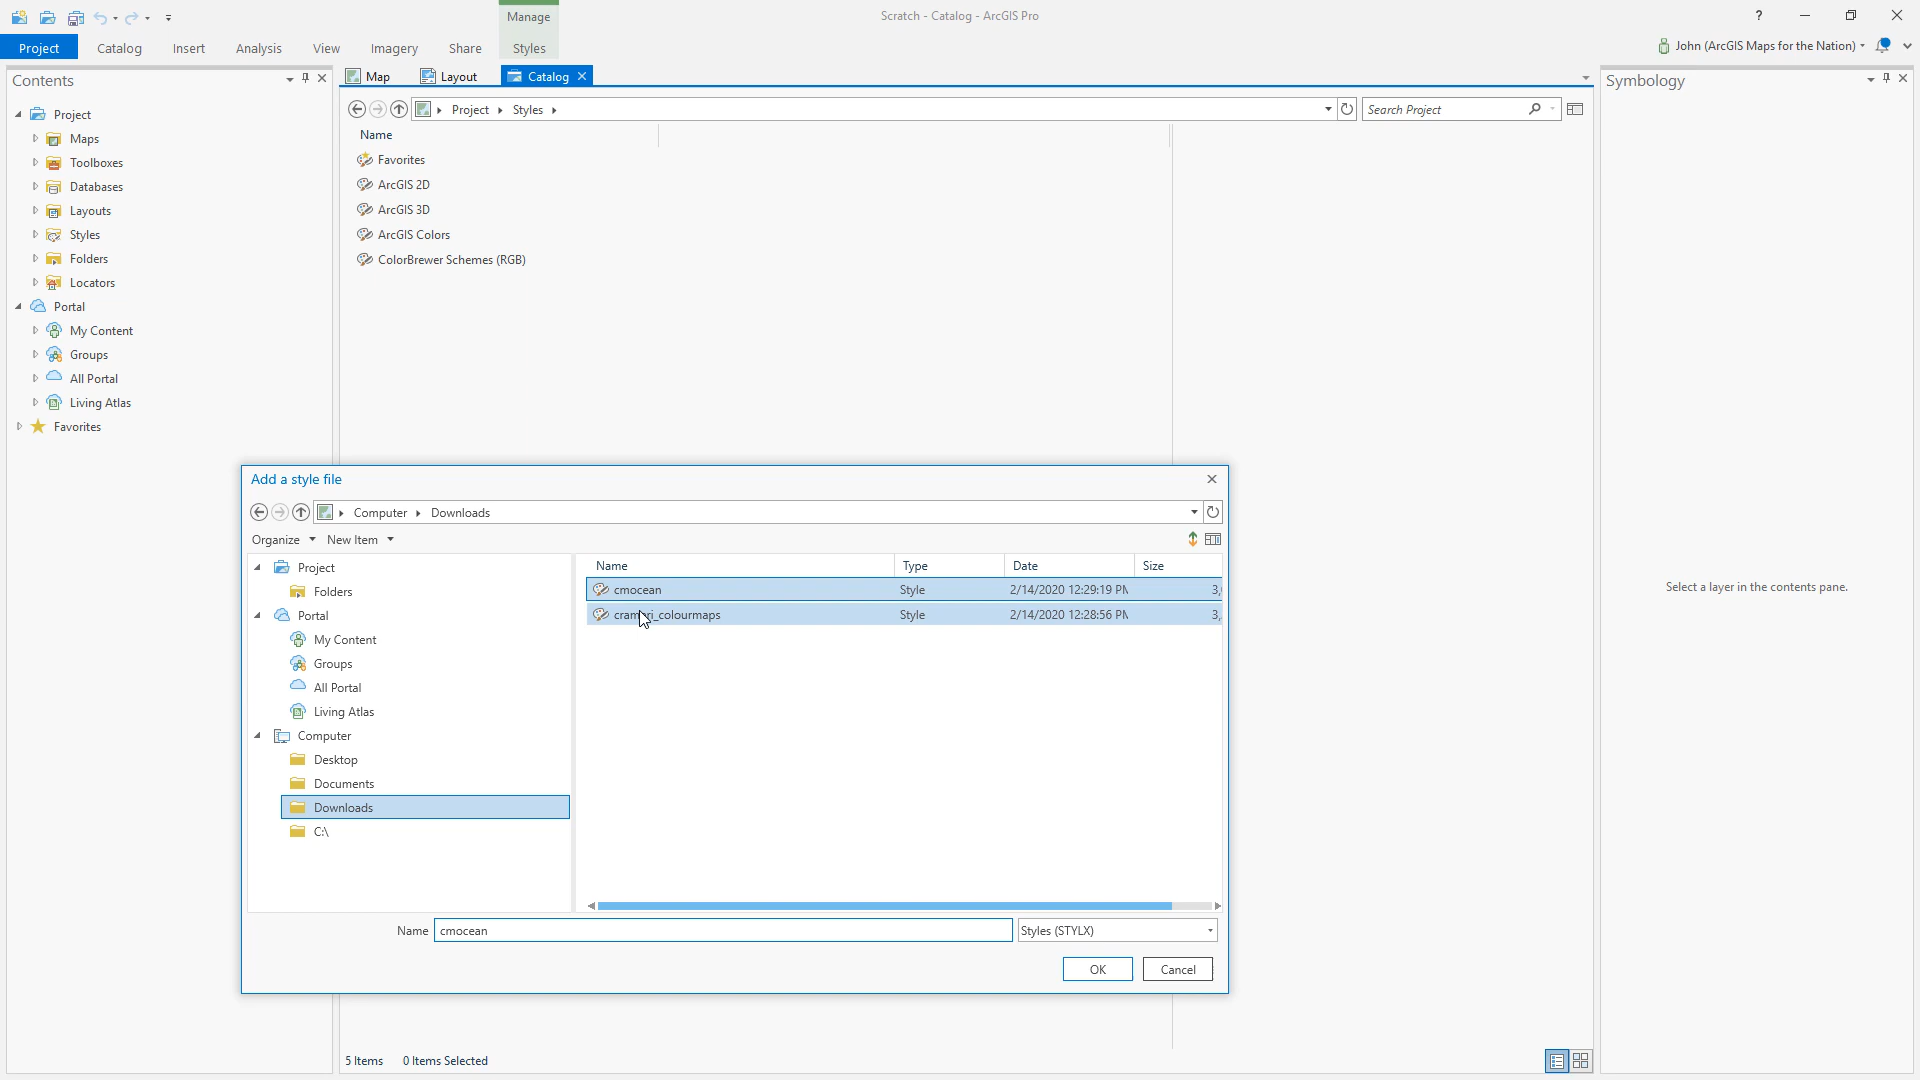 Manage
Scratch - Catalog - ArcGIS Pro
?
Project
Catalog
Insert
Analysis
View
Imagery
Share
Styles
John (ArcGIS Maps for the Nation)
Contents
Project
Maps
Toolboxes
Databases
Layouts
Styles
Folders
Locators
Portal
My Content
Groups
All Portal
Living Atlas
Favorites
Map
Layout
Catalog
Project
Styles
Search Project
Name
Favorites
ArcGIS 2D
ArcGIS 3D
ArcGIS Colors
ColorBrewer Schemes (RGB)
Symbology
Select a layer in the contents pane.
Add a style file
Computer
Downloads
Organize
New Item
Project
Folders
Portal
My Content
Groups
All Portal
Living Atlas
Computer
Desktop
Documents
Downloads
C:\
Name Type Date Size
cmocean Style 2/14/2020 12:29:19 PM 3,
Style 2/14/2020 12:28:56 PM 3,
Name cmocean Styles (STYLX)
OK Cancel
5 Items 0 Items Selected